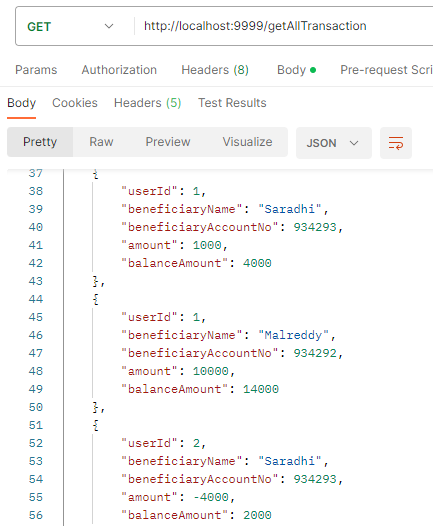 GET http://localhost:9999/getAllTransaction
Params Authorization Headers (8) Body Pre-request Scri
Body Cookies Headers (5) Test Results
Pretty Raw Preview Visualize JSON
37 {
38 "userId": 1,
39 "beneficiaryName": "Saradhi",
40 "beneficiaryAccountNo": 934293,
41 "amount": 1000,
42 "balanceAmount": 4000
43 },
44 {
45 "userId": 1,
46 "beneficiaryName": "Malreddy",
47 "beneficiaryAccountNo": 934292,
48 "amount": 10000,
49 "balanceAmount": 14000
50 },
51 {
52 "userId": 2,
53 "beneficiaryName": "Saradhi",
54 "beneficiaryAccountNo": 934293,
55 "amount": -4000,
56 "balanceAmount": 2000